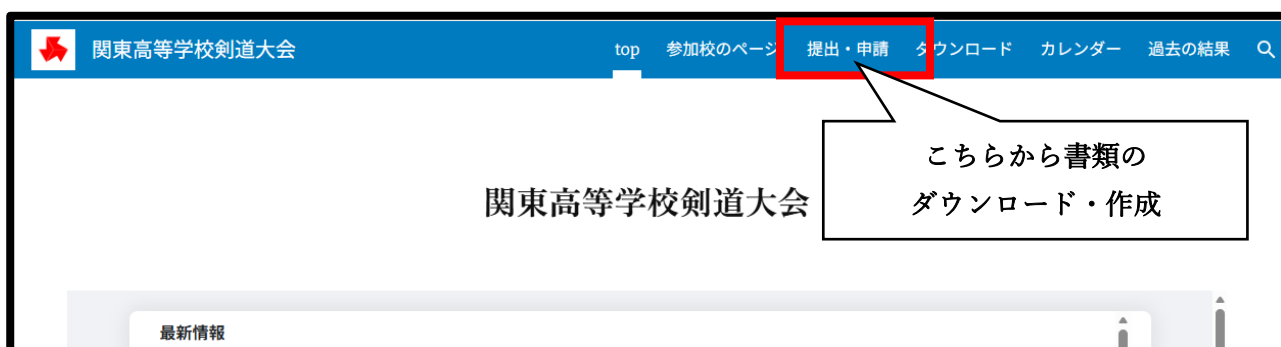 関東高等学校剣道大会 top 参加校のページ 提出・申請 ダウンロード カレンダー 過去の結果
こちらから書類の
ダウンロード・作成
関東高等学校剣道大会
最新情報